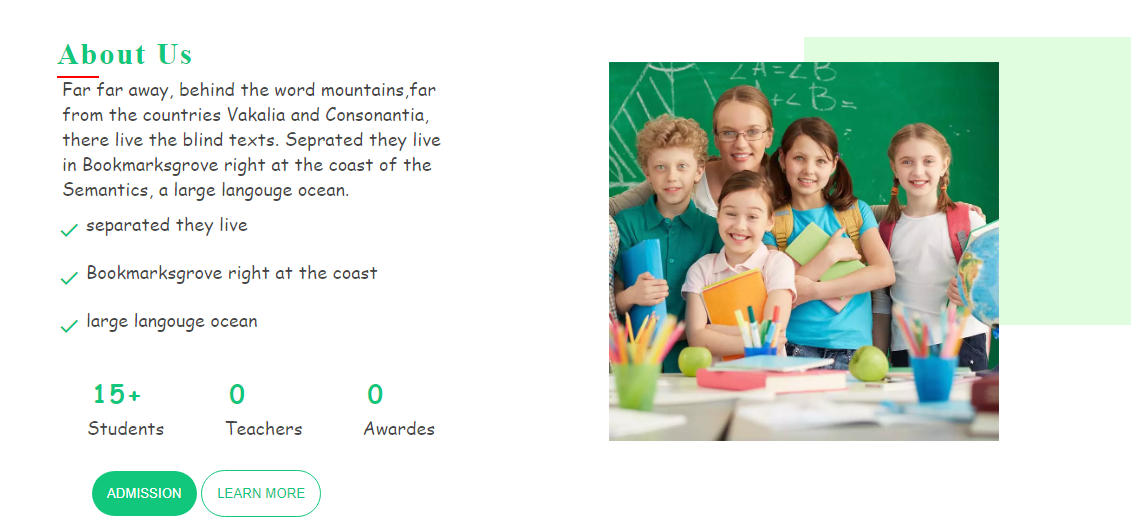 About Us
Far far away, behind the word mountains,far
from the countries Vakalia and Consonantia,
there live the blind texts. Seprated they live
in Bookmarksgrove right at the coast of the
Semantics, a large langouge ocean.
separated they live
Bookmarksgrove right at the coast
large langouge ocean
15+ 0 0
Students Teachers Awardes
ADMISSION LEARN MORE
∠A=∠B
∠+∠B=